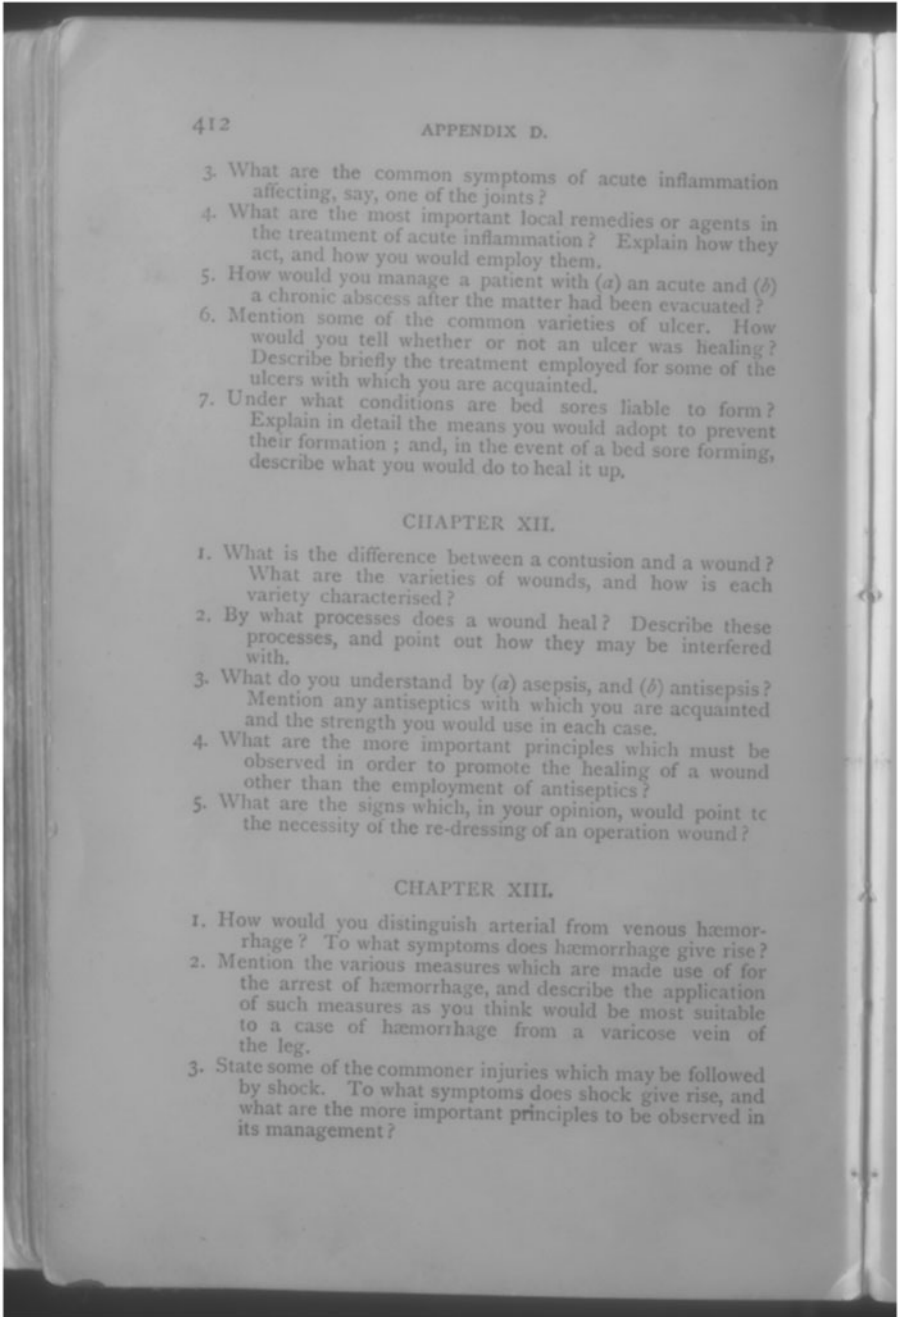 412
APPENDIX D.
3. What are the common symptoms of acute inflammation
affecting, say, one of the joints?
4. What are the most important local remedies or agents in
the treatment of acute inflammation? Explain how they
act, and how you would employ them.
5. How would you manage a patient with (a) an acute and (b)
a chronic abscess after the matter had been evacuated?
6. Mention some of the common varieties of ulcer. How
would you tell whether or not an ulcer was healing?
Describe briefly the treatment employed for some of the
ulcers with which you are acquainted.
7. Under what conditions are bed sores liable to form?
Explain in detail the means you would adopt to prevent
their formation; and, in the event of a bed sore forming,
describe what you would do to heal it up.
CHAPTER XII.
1. What is the difference between a contusion and a wound?
What are the varieties of wounds, and how is each
variety characterised?
2. By what processes does a wound heal? Describe these
processes, and point out how they may be interfered
with.
3. What do you understand by (a) asepsis, and (b) antisepsis?
Mention any antiseptics with which you are acquainted
and the strength you would use in each case.
4. What are the more important principles which must be
observed in order to promote the healing of a wound
other than the employment of antiseptics?
5. What are the signs which, in your opinion, would point tc
the necessity of the re-dressing of an operation wound?
CHAPTER XIII.
1. How would you distinguish arterial from venous hæmor-
rhage? To what symptoms does hæmorrhage give rise?
2. Mention the various measures which are made use of for
the arrest of hæmorrhage, and describe the application
of such measures as you think would be most suitable
to a case of hæmorrhage from a varicose vein of
the leg.
3. State some of the commoner injuries which may be followed
by shock. To what symptoms does shock give rise, and
what are the more important principles to be observed in
its management?